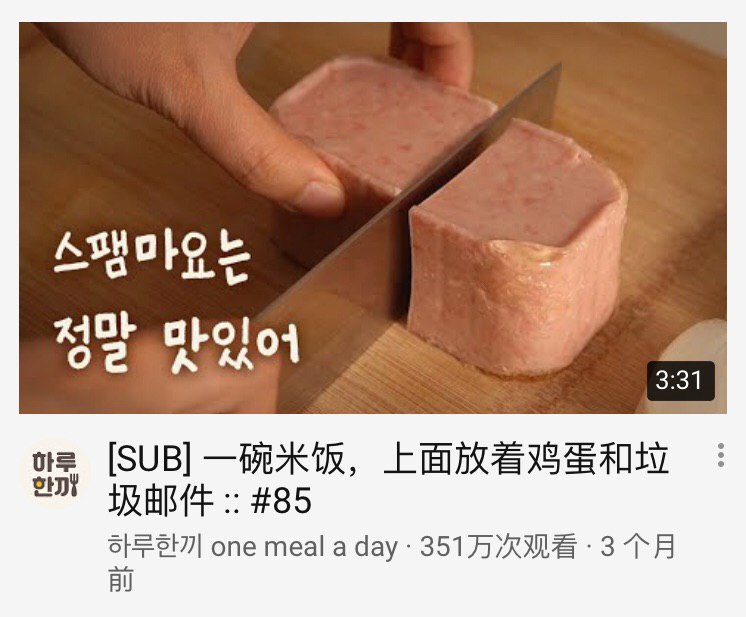 스팸마요는
정말 맛있어
3:31
하루
한끼
[SUB] 一碗米饭，上面放着鸡蛋和垃
圾邮件 :: #85
하루한끼 one meal a day · 351万次观看 · 3 个月
前